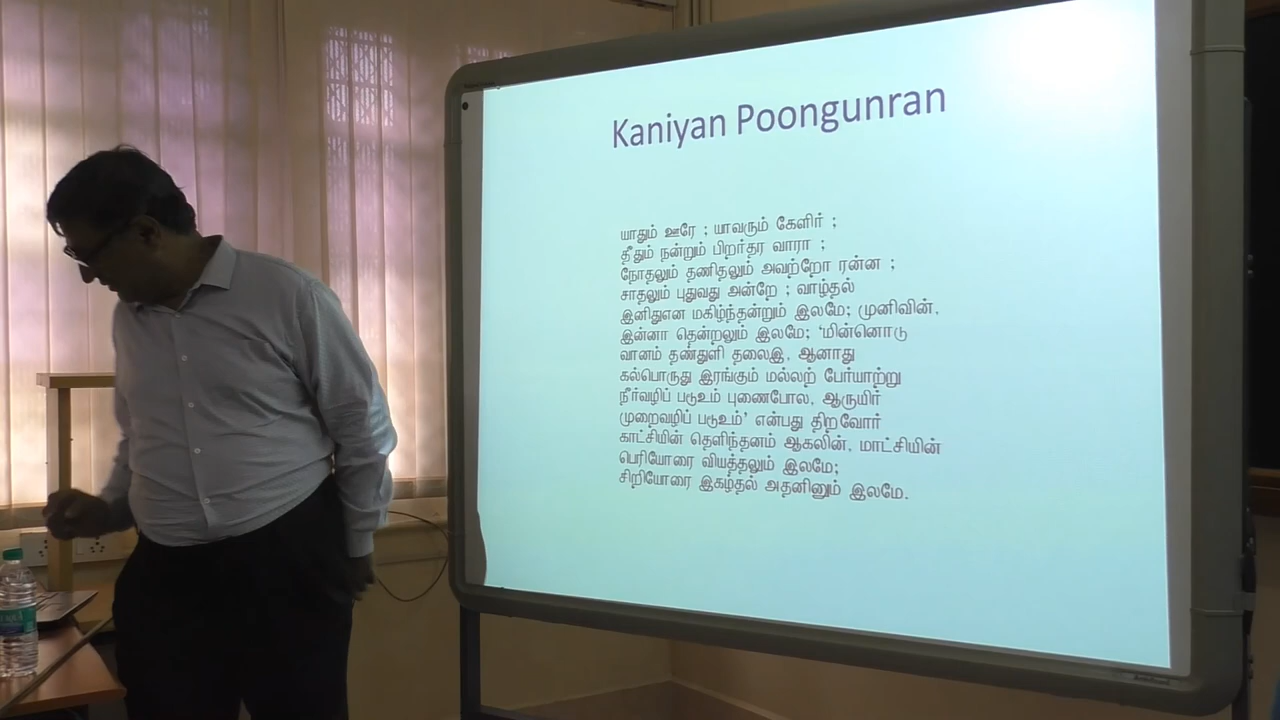 Kaniyan Poongunran
யாதும் ஊரே ; யாவரும் கேளிர் ;
தீதும் நன்றும் பிறர்தர வாரா ;
நோதலும் தணிதலும் அவற்றோ ரன்ன ;
சாதலும் புதுவது அன்றே ; வாழ்தல்
இனிதுஎன மகிழ்ந்தன்றும் இலமே; முனிவின்,
இன்னா தென்றலும் இலமே; ‘மின்னொடு
வானம் தண்துளி தலைஇ, ஆனாது
கல்பொருது இரங்கும் மல்லற் பேர்யாற்று
நீர்வழிப் படூஉம் புணைபோல, ஆருயிர்
முறைவழிப் படூஉம்’ என்பது திறவோர்
காட்சியின் தெளிந்தனம் ஆகலின், மாட்சியின்
பெரியோரை வியத்தலும் இலமே;
சிறியோரை இகழ்தல் அதனினும் இலமே.